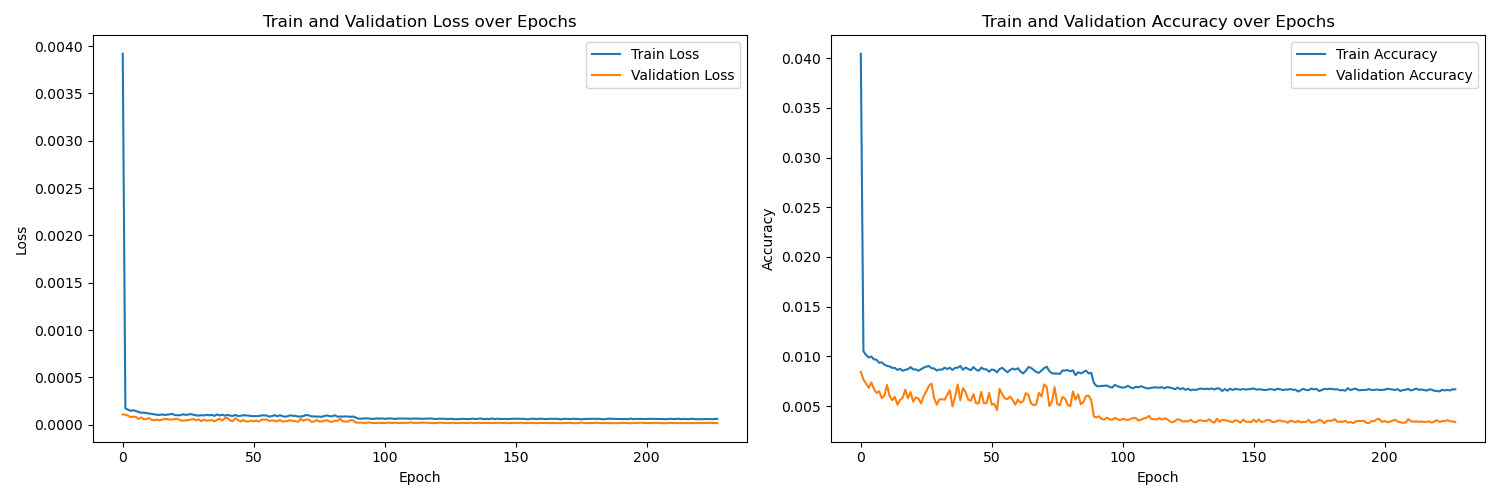 Train and Validation Loss over Epochs
Train Loss
Validation Loss
0.0040
0.0035
0.0030
0.0025
0.0020
0.0015
0.0010
0.0005
0.0000
Loss
0 50 100 150 200
Epoch
Train and Validation Accuracy over Epochs
Train Accuracy
Validation Accuracy
0.040
0.035
0.030
0.025
0.020
0.015
0.010
0.005
Accuracy
0 50 100 150 200
Epoch